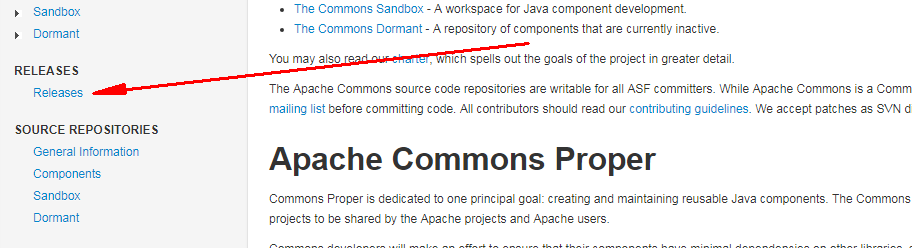 Sandbox
Dormant
RELEASES
Releases
SOURCE REPOSITORIES
General Information
Components
Sandbox
Dormant
The Commons Sandbox - A workspace for Java component development.
The Commons Dormant - A repository of components that are currently inactive.
You may also read our charter, which spells out the goals of the project in greater detail.
The Apache Commons source code repositories are writable for all ASF committers. While Apache Commons is a Comm
mailing list before committing code. All contributors should read our contributing guidelines. We accept patches as SVN d
Apache Commons Proper
Commons Proper is dedicated to one principal goal: creating and maintaining reusable Java components. The Commons
projects to be shared by the Apache projects and Apache users.
Commons developers will make an effort to ensure that their components have minimal dependencies on other libraries,